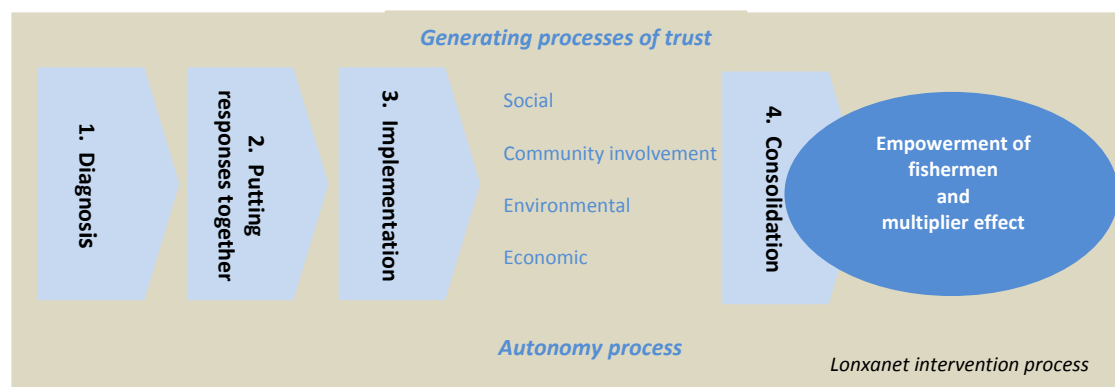 Generating processes of trust
1. Diagnosis
2. Putting
responses together
3. Implementation
Social
Community involvement
Environmental
Economic
4. Consolidation
Empowerment of
fishermen
and
multiplier effect
Autonomy process
Lonxanet intervention process